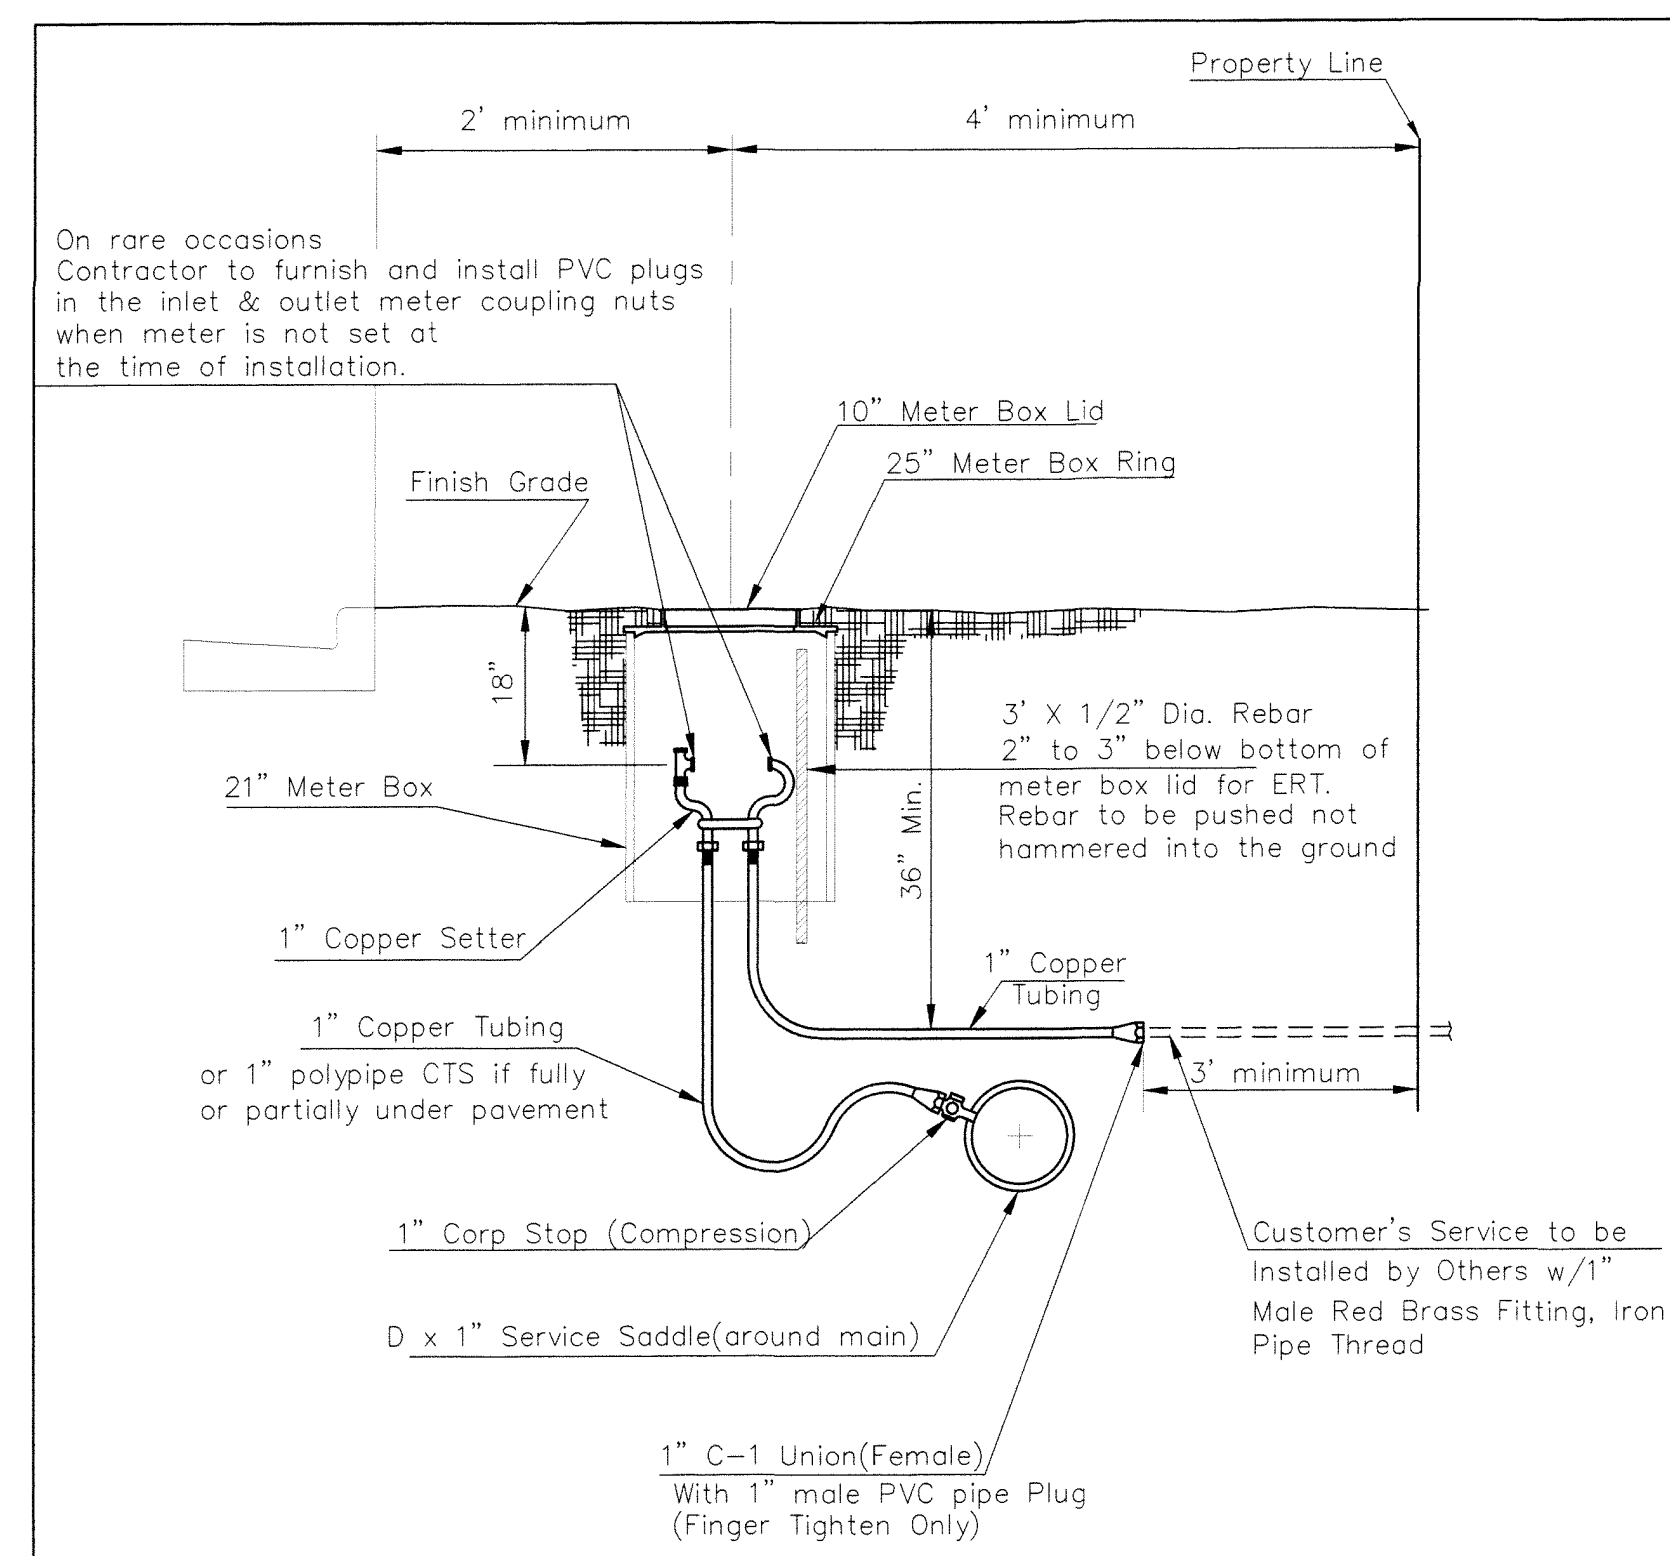 Property Line
2' minimum
4' minimum
On rare occasions
Contractor to furnish and install PVC plugs
in the inlet & outlet meter coupling nuts
when meter is not set at
the time of installation.
10" Meter Box Lid
25" Meter Box Ring
Finish Grade
18"
3' X 1/2" Dia. Rebar
2" to 3" below bottom of
meter box lid for ERT.
Rebar to be pushed not
hammered into the ground
21" Meter Box
36" Min.
1" Copper Setter
1" Copper
Tubing
1" Copper Tubing
or 1" polypipe CTS if fully
or partially under pavement
3' minimum
1" Corp Stop (Compression)
Customer's Service to be
Installed by Others w/1"
Male Red Brass Fitting, Iron
Pipe Thread
D x 1" Service Saddle(around main)
1" C-1 Union(Female)
With 1" male PVC pipe Plug
(Finger Tighten Only)